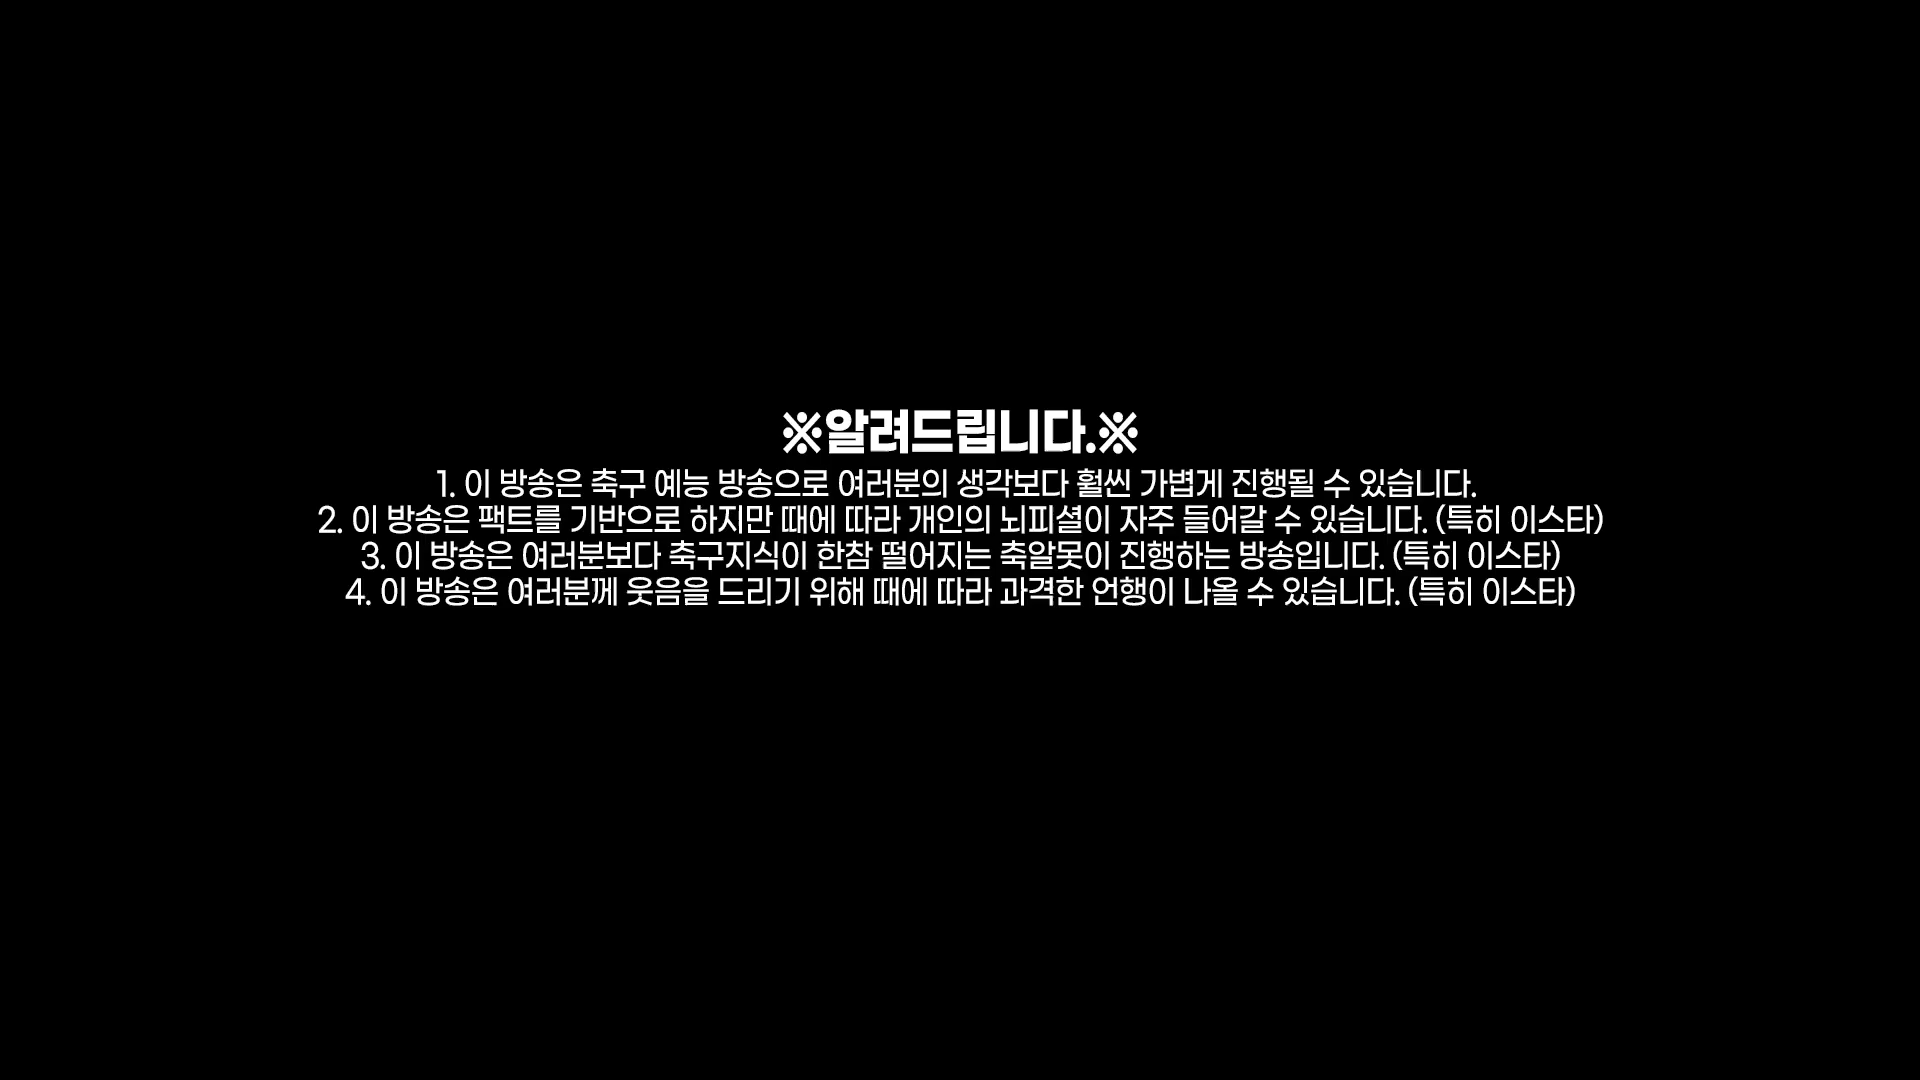 ※알려드립니다.※
1. 이 방송은 축구 예능 방송으로 여러분의 생각보다 훨씬 가볍게 진행될 수 있습니다.
2. 이 방송은 팩트를 기반으로 하지만 때에 따라 개인의 뇌피셜이 자주 들어갈 수 있습니다. (특히 이스타)
3. 이 방송은 여러분보다 축구지식이 한참 떨어지는 축알못이 진행하는 방송입니다. (특히 이스타)
4. 이 방송은 여러분께 웃음을 드리기 위해 때에 따라 과격한 언행이 나올 수 있습니다. (특히 이스타)